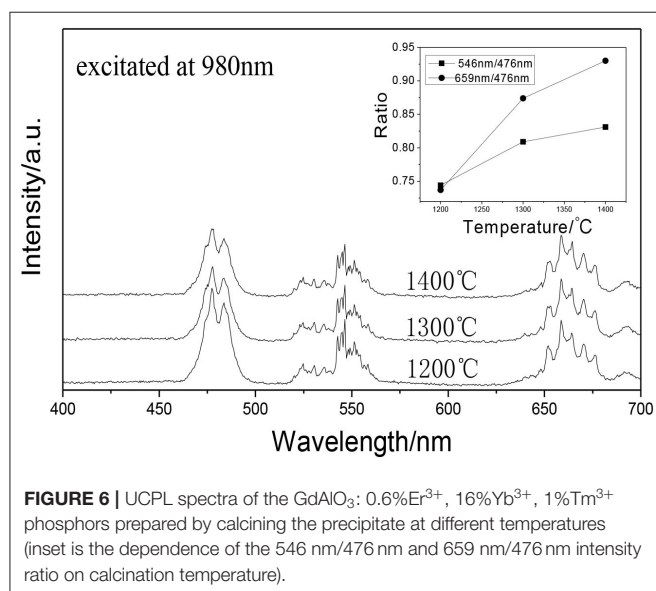 excitated at 980nm
Intensity/a.u.
546nm/476nm
659nm/476nm
Ratio
0.95
0.90
0.85
0.80
0.75
1200 1250 1300 1350 1400
Temperature/°C
1400℃
1300℃
1200℃
400 450 500 550 600 650 700
Wavelength/nm
FIGURE 6 | UCPL spectra of the GdAlO₃: 0.6%Er³⁺, 16%Yb³⁺, 1%Tm³⁺
phosphors prepared by calcining the precipitate at different temperatures
(inset is the dependence of the 546 nm/476 nm and 659 nm/476 nm intensity
ratio on calcination temperature).